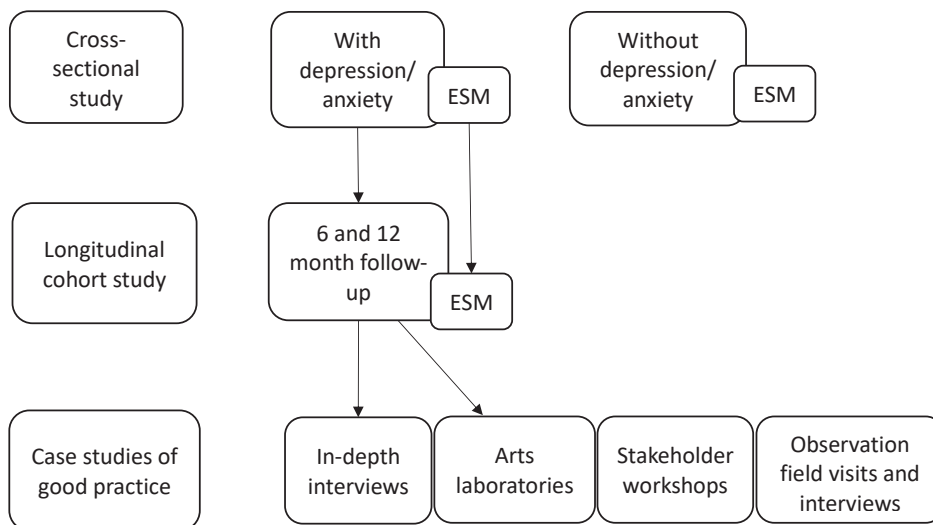 Cross-
sectional
study
With
depression/
anxiety
ESM
Without
depression/
anxiety
ESM
Longitudinal
cohort study
6 and 12
month follow-
up
ESM
Case studies of
good practice
In-depth
interviews
Arts
laboratories
Stakeholder
workshops
Observation
field visits and
interviews